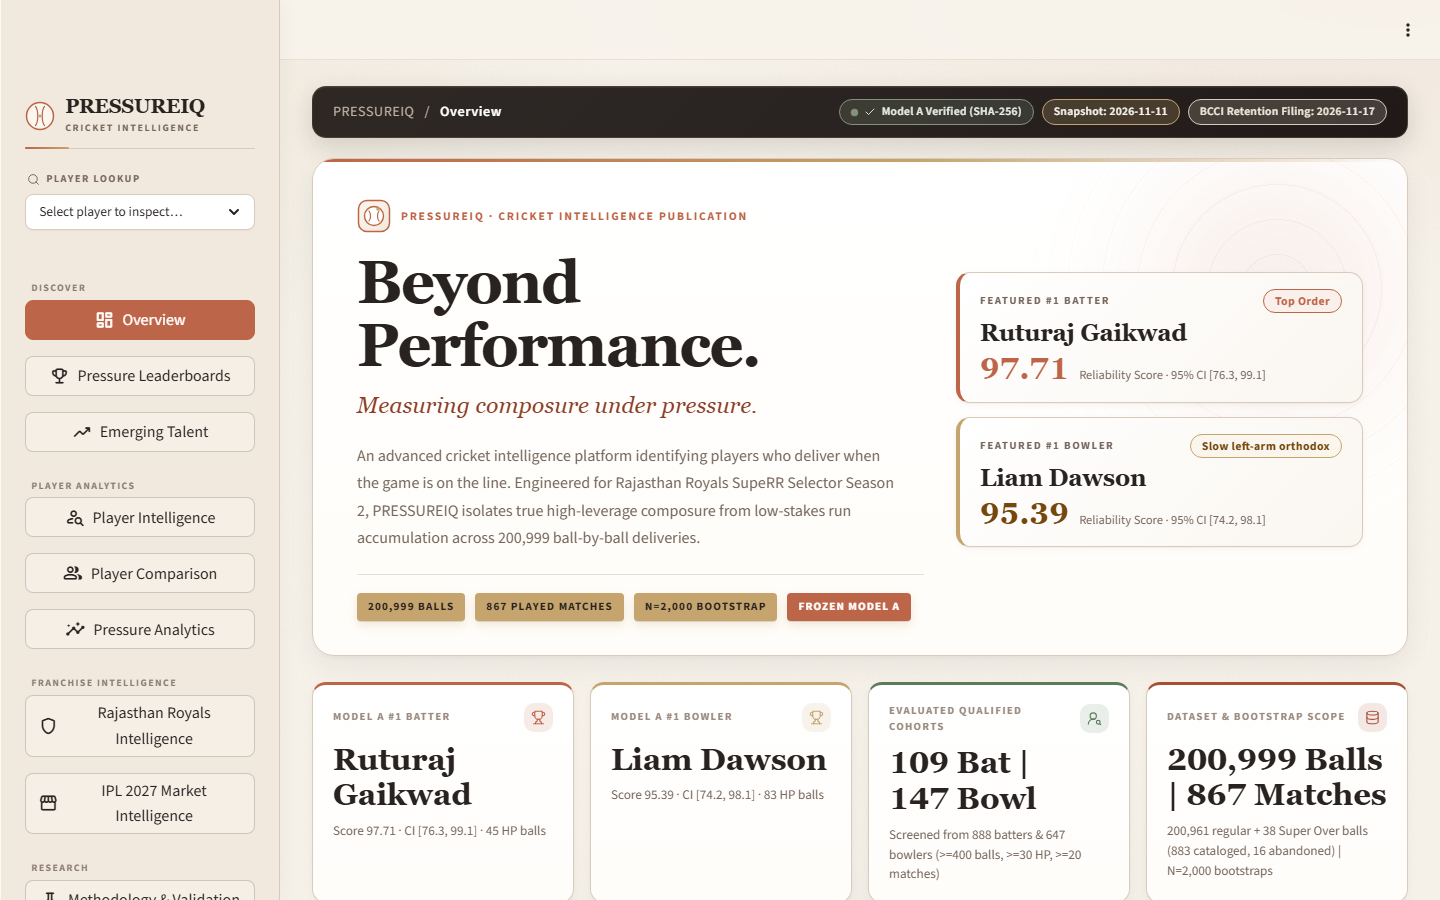 PRESSUREIQ
CRICKET INTELLIGENCE
PLAYER LOOKUP
Select player to inspect...
DISCOVER
Overview
Pressure Leaderboards
Emerging Talent
PLAYER ANALYTICS
Player Intelligence
Player Comparison
Pressure Analytics
FRANCHISE INTELLIGENCE
Rajasthan Royals
Intelligence
IPL 2027 Market
Intelligence
RESEARCH
Methodology & Validation
PRESSUREIQ / Overview
Model A Verified (SHA-256)
Snapshot: 2026-11-11
BCCI Retention Filing: 2026-11-17
PRESSUREIQ · CRICKET INTELLIGENCE PUBLICATION
Beyond
Performance.
Measuring composure under pressure.
An advanced cricket intelligence platform identifying players who deliver when
the game is on the line. Engineered for Rajasthan Royals SupeRR Selector Season
2, PRESSUREIQ isolates true high-leverage composure from low-stakes run
accumulation across 200,999 ball-by-ball deliveries.
200,999 BALLS
867 PLAYED MATCHES
N=2,000 BOOTSTRAP
FROZEN MODEL A
FEATURED #1 BATTER
Top Order
Ruturaj Gaikwad
97.71 Reliability Score · 95% CI [76.3, 99.1]
FEATURED #1 BOWLER
Slow left-arm orthodox
Liam Dawson
95.39 Reliability Score · 95% CI [74.2, 98.1]
MODEL A #1 BATTER
Ruturaj
Gaikwad
Score 97.71 · CI [76.3, 99.1] · 45 HP balls
MODEL A #1 BOWLER
Liam Dawson
Score 95.39 · CI [74.2, 98.1] · 83 HP balls
EVALUATED QUALIFIED
COHORTS
109 Bat |
147 Bowl
Screened from 888 batters & 647
bowlers (>=400 balls, >=30 HP, >=20
matches)
DATASET & BOOTSTRAP SCOPE
200,999 Balls
| 867 Matches
200,961 regular + 38 Super Over balls
(883 cataloged, 16 abandoned) |
N=2,000 bootstraps